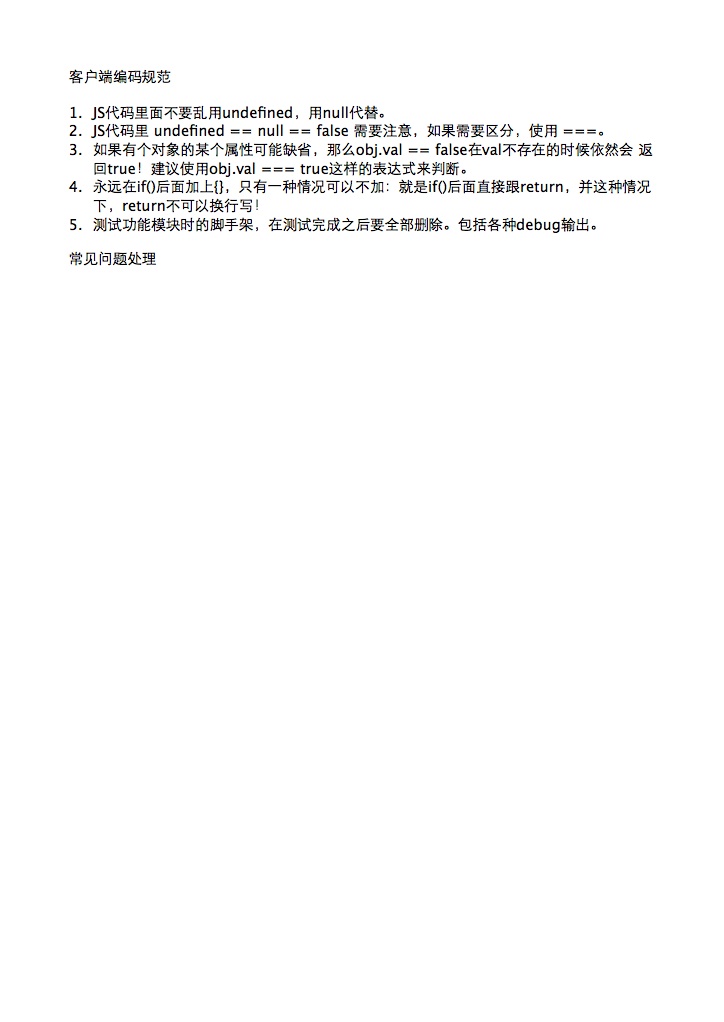 客户端编码规范
1. JS代码里面不要乱用undefined，用null代替。
2. JS代码里 undefined == null == false 需要注意，如果需要区分，使用 ===。
3. 如果有个对象的某个属性可能缺省，那么obj.val == false在val不存在的时候依然会 返
回true！建议使用obj.val === true这样的表达式来判断。
4. 永远在if()后面加上{}，只有一种情况可以不加：就是if()后面直接跟return，并这种情况
下，return不可以换行写！
5. 测试功能模块时的脚手架，在测试完成之后要全部删除。包括各种debug输出。
常见问题处理